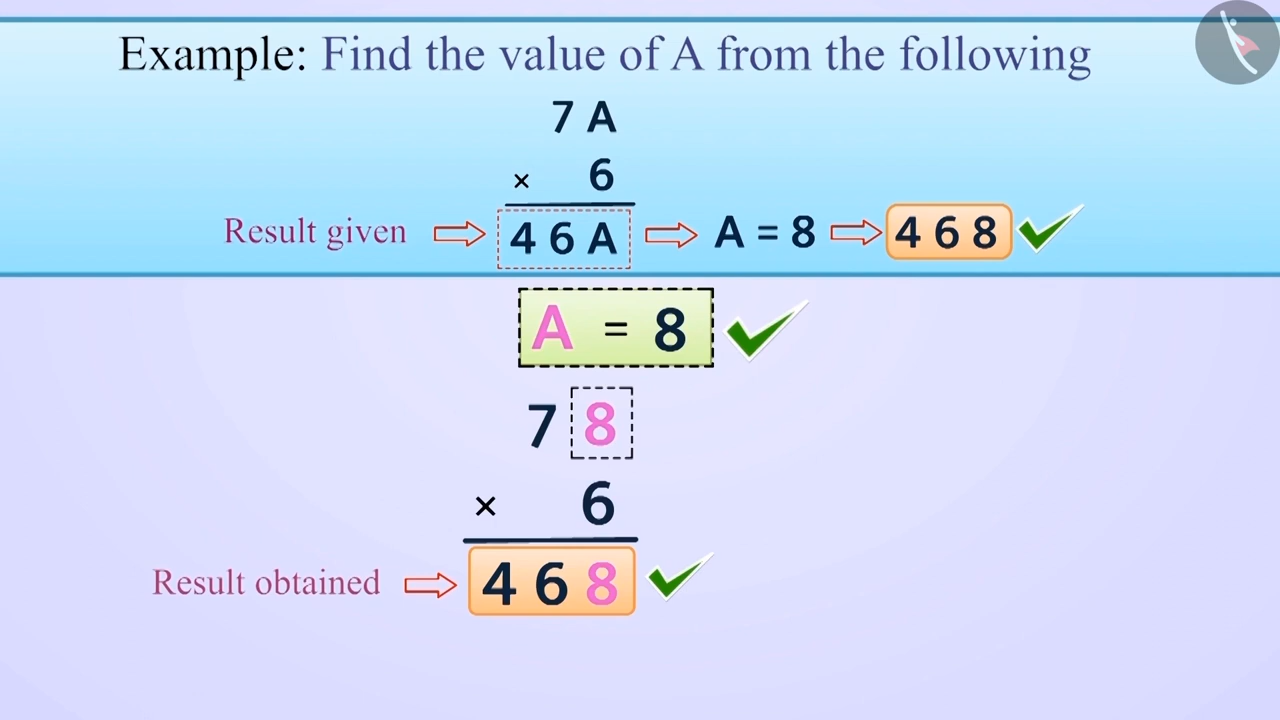 Example: Find the value of A from the following
7 A
× 6
Result given 4 6 A A = 8 4 6 8
A = 8
7 8
× 6
Result obtained 4 6 8